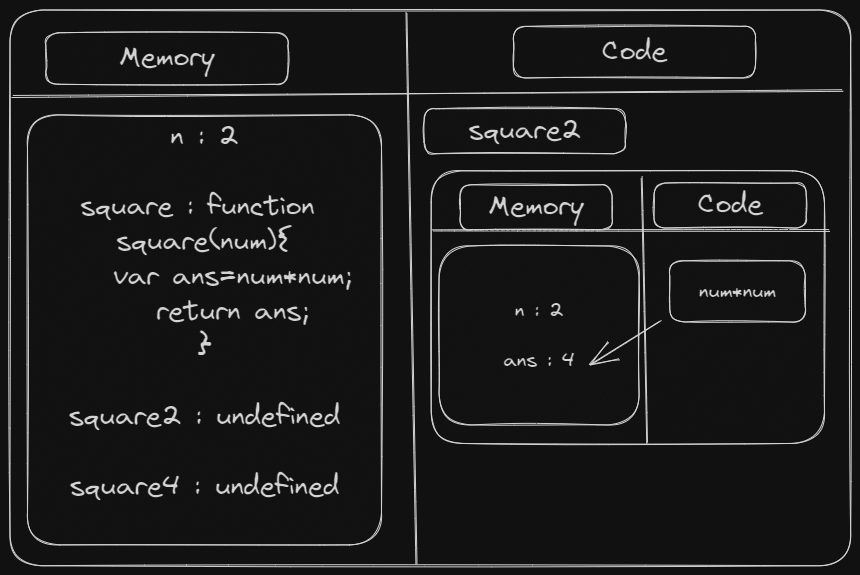 Memory
n : 2
square : function
square(num){
var ans=num*num;
return ans;
}
square2 : undefined
square4 : undefined
Code
square2
Memory
n : 2
ans : 4
Code
num*num